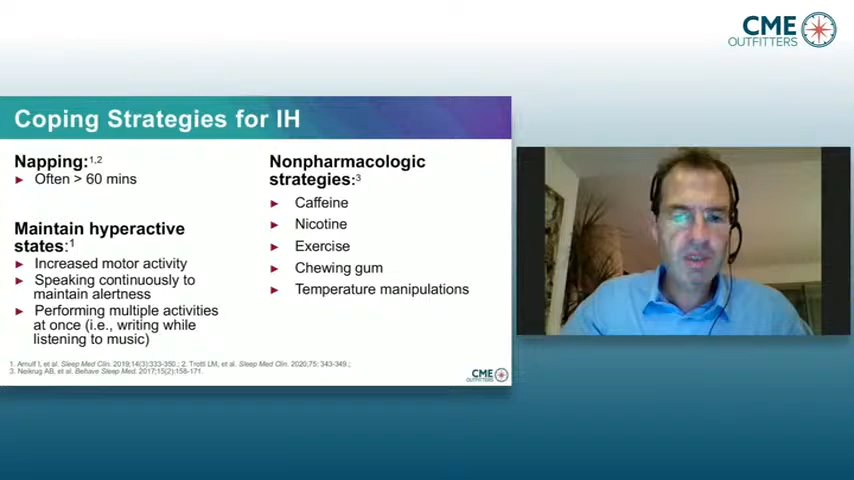 CME
OUTFITTERS
Coping Strategies for IH
Napping:1,2
► Often > 60 mins
Maintain hyperactive
states:1
► Increased motor activity
► Speaking continuously to
maintain alertness
► Performing multiple activities
at once (i.e., writing while
listening to music)
Nonpharmacologic
strategies:3
► Caffeine
► Nicotine
► Exercise
► Chewing gum
► Temperature manipulations
1. Arnulf I, et al. Sleep Med Clin. 2019;14(3):333-350.; 2. Trotti LM, et al. Sleep Med Clin. 2020;75: 343-349.;
3. Neikrug AB, et al. Behave Sleep Med. 2017;15(2):158-171.
CME
OUTFITTERS